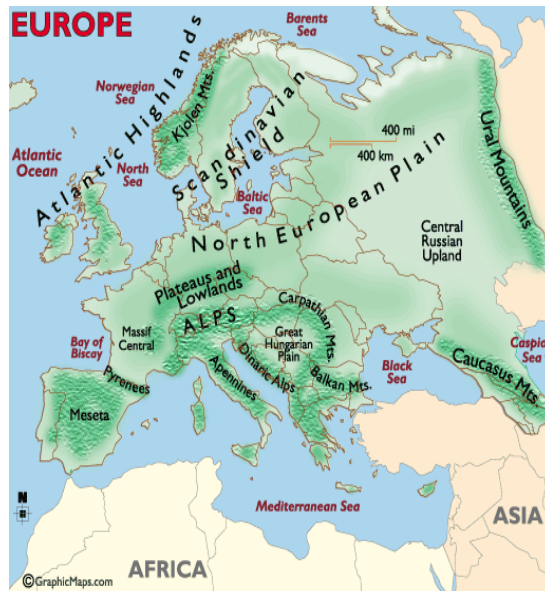 EUROPE
Barents
Sea
Norwegian
Sea
Atlantic Highlands
Kjolen Mts.
Scandinavian
Shield
400 mi
400 km
Ural Mountains
Atlantic
Ocean
North
Sea
Baltic
Sea
North European Plain
Central
Russian
Upland
Plateaus and
Lowlands
Carpathian Mts.
ALPS
Massif
Central
Great
Hungarian
Plain
Bay of
Biscay
Caspia
Sea
Black
Sea
Caucasus Mts.
Pyrenees
Apennines
Dinaric Alps
Balkan Mts.
Meseta
N
Mediterranean Sea
ASIA
AFRICA
©GraphicMaps.com